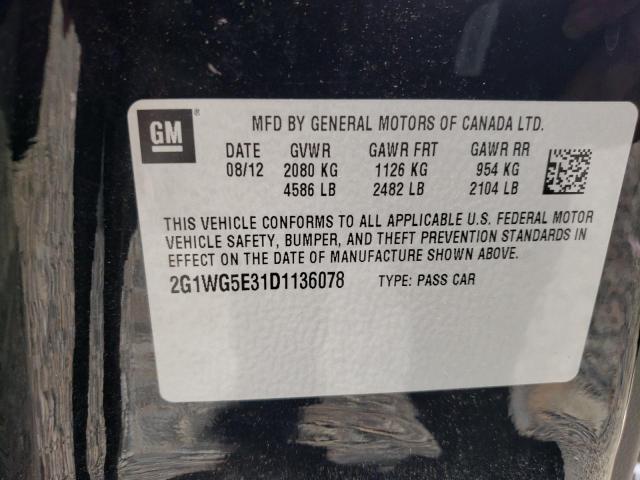 GM ®
MFD BY GENERAL MOTORS OF CANADA LTD.
DATE GVWR GAWR FRT GAWR RR
08/12 2080 KG 1126 KG 954 KG
4586 LB 2482 LB 2104 LB
THIS VEHICLE CONFORMS TO ALL APPLICABLE U.S. FEDERAL MOTOR
VEHICLE SAFETY, BUMPER, AND THEFT PREVENTION STANDARDS IN
EFFECT ON THE DATE OF MANUFACTURE SHOWN ABOVE.
2G1WG5E31D1136078 TYPE: PASS CAR